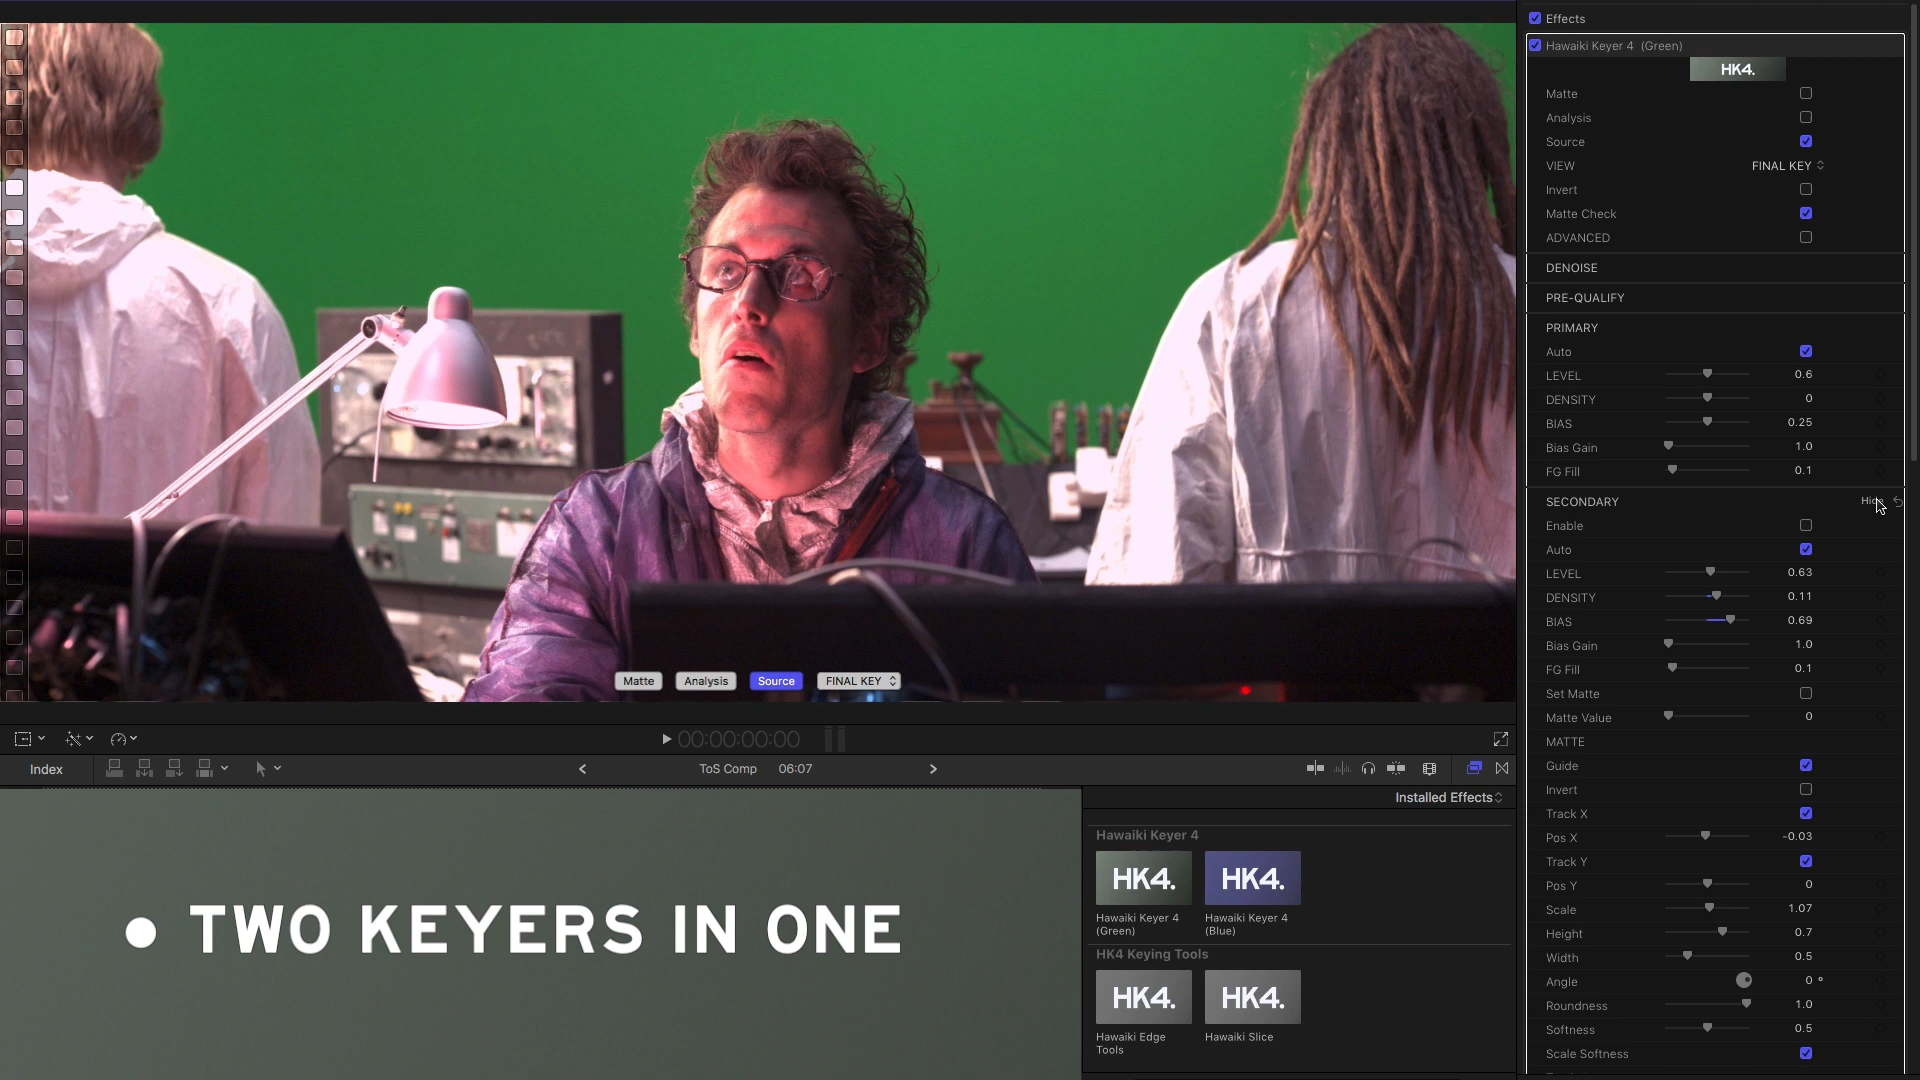 Effects
Hawaiki Keyer 4 (Green)
HK4.
Matte
Analysis
Source
VIEW FINAL KEY
Invert
Matte Check
ADVANCED
DENOISE
PRE-QUALIFY
PRIMARY
Auto
LEVEL 0.6
DENSITY 0
BIAS 0.25
Bias Gain 1.0
FG Fill 0.1
SECONDARY
Enable
Auto
LEVEL 0.63
DENSITY 0.11
BIAS 0.69
Bias Gain 1.0
FG Fill 0.1
Set Matte
Matte Value 0
MATTE
Guide
Invert
Track X
Pos X -0.03
Track Y
Pos Y 0
Scale 1.07
Height 0.7
Width 0.5
Angle 0 °
Roundness 1.0
Softness 0.5
Scale Softness
Matte Analysis Source FINAL KEY
00:00:00:00
Index
ToS Comp 06:07
Installed Effects
• TWO KEYERS IN ONE
Hawaiki Keyer 4
HK4. HK4.
Hawaiki Keyer 4 (Green)
Hawaiki Keyer 4 (Blue)
HK4 Keying Tools
HK4. HK4.
Hawaiki Edge Tools
Hawaiki Slice